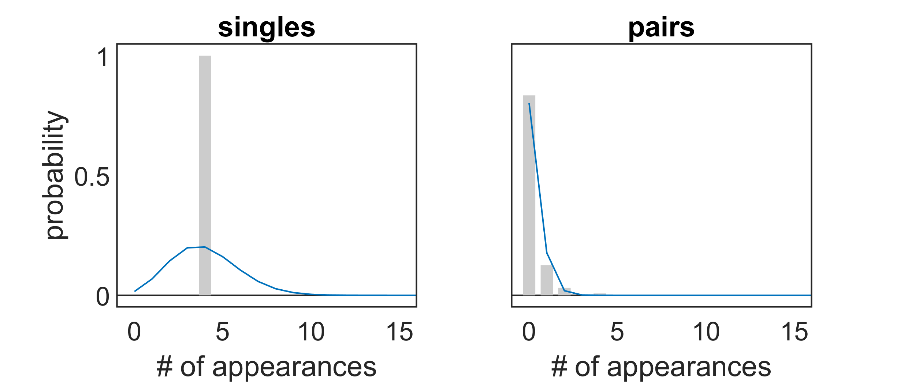 singles
pairs
probability
1
0.5
0
0 5 10 15
0 5 10 15
# of appearances
# of appearances